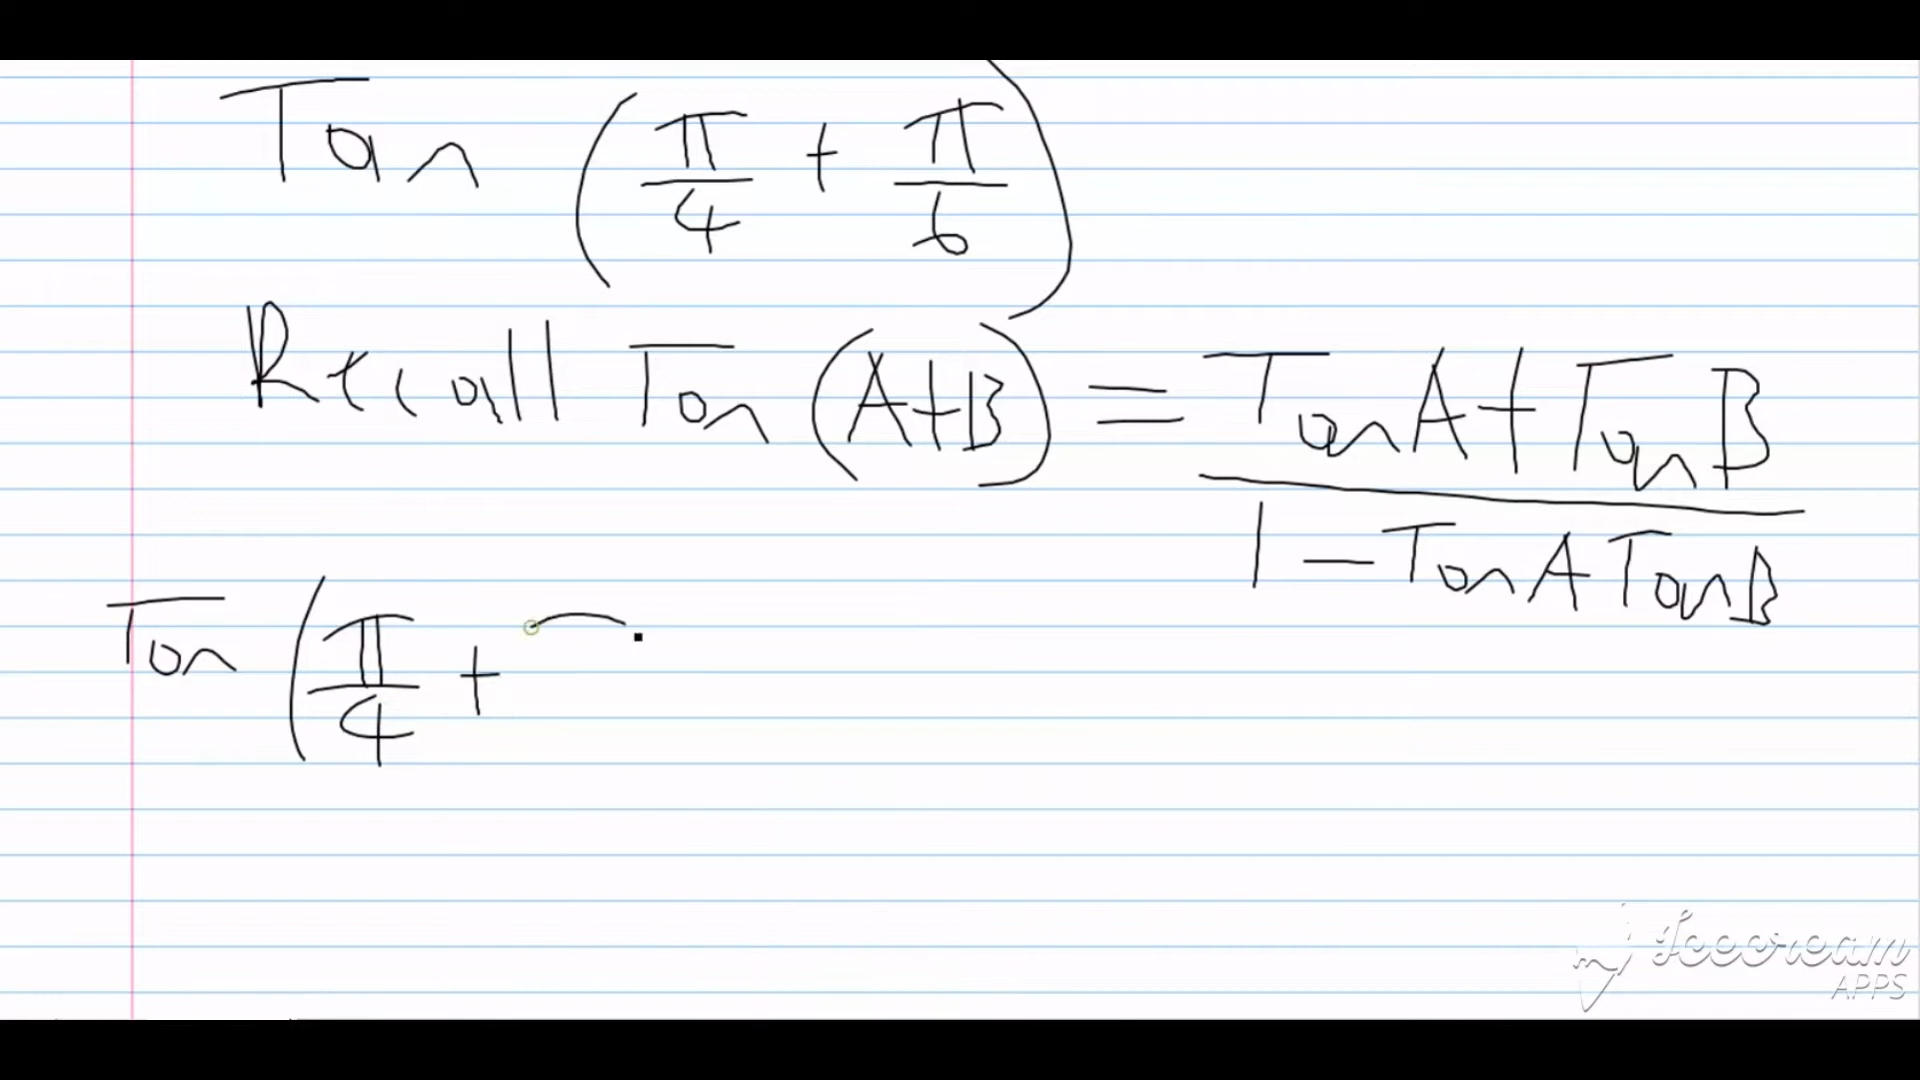 Tan (π/4 + π/6)
Recall Tan (A+B) = TanA + TanB / 1 - TanA TanB
Tan (π/4 +
Icecream
APPS